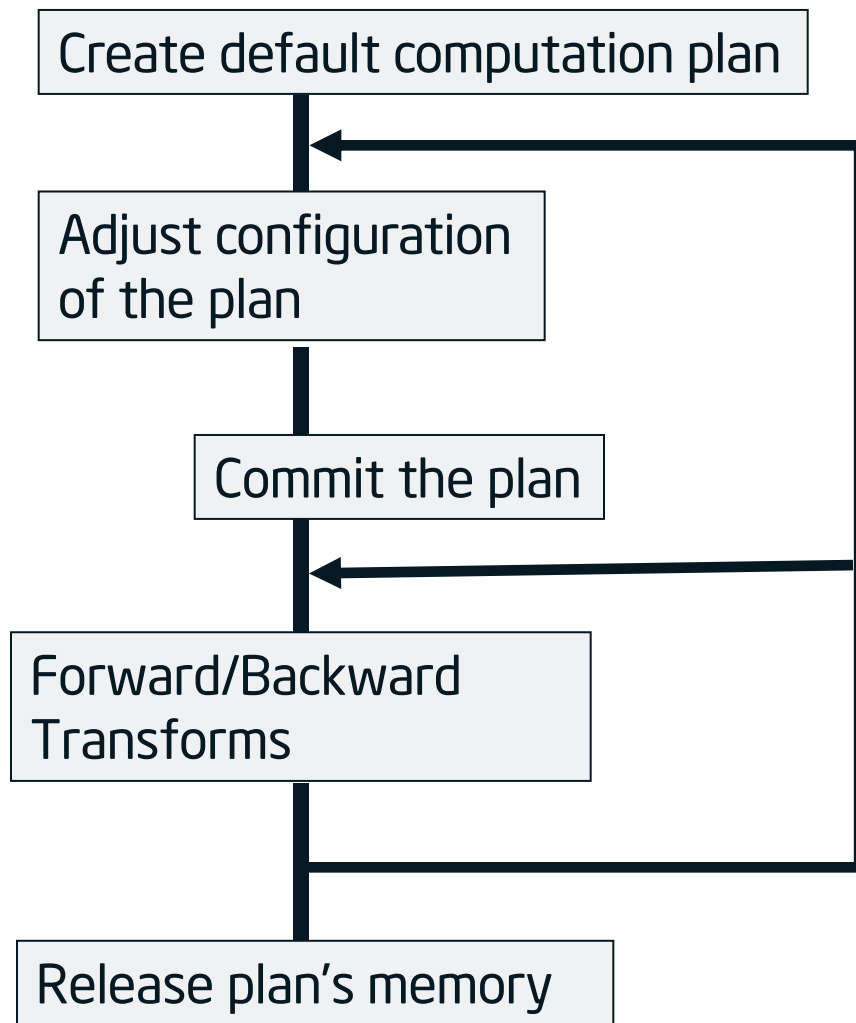 Create default computation plan
Adjust configuration
of the plan
Commit the plan
Forward/Backward
Transforms
Release plan's memory